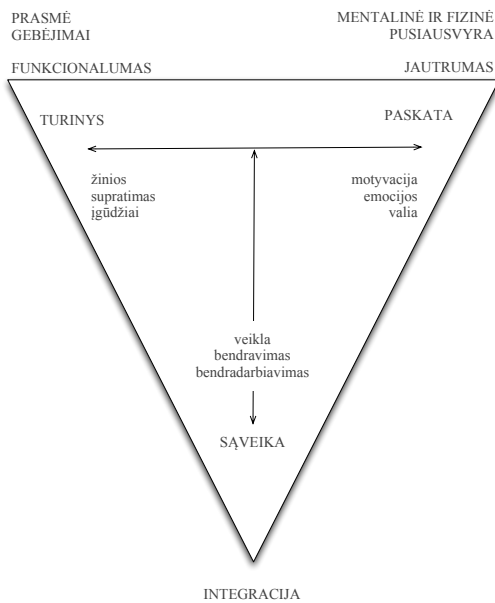 PRASMĖ
GEBĖJIMAI
MENTALINĖ IR FIZINĖ
PUSIAUSVYRA
FUNKCIONALUMAS
JAUTRUMAS
TURINYS
PASKATA
žinios
supratimas
įgūdžiai
motyvacija
emocijos
valia
veikla
bendravimas
bendradarbiavimas
SĄVEIKA
INTEGRACIJA